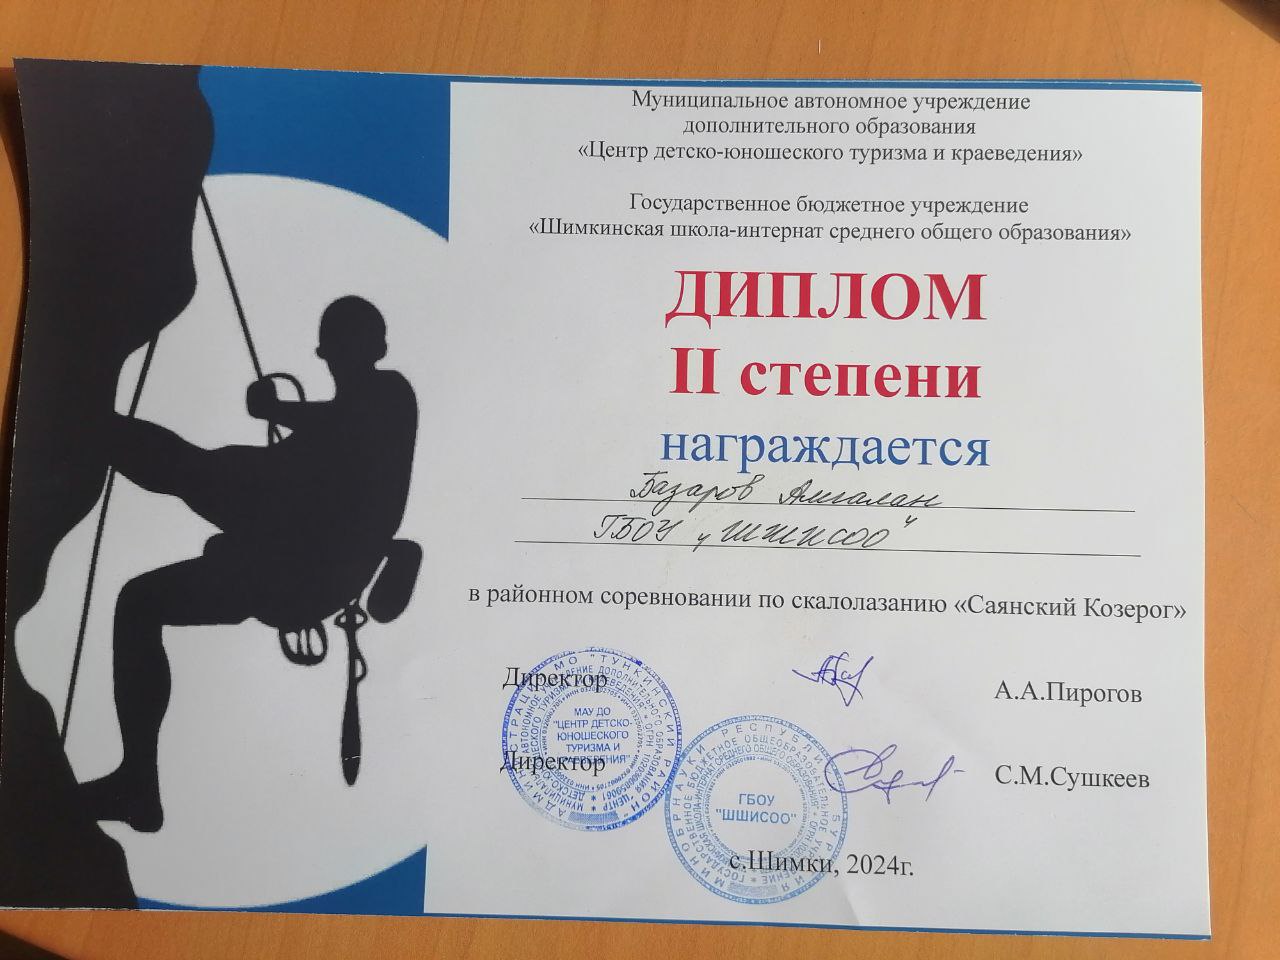 Муниципальное автономное учреждение
дополнительного образования
«Центр детско-юношеского туризма и краеведения»
Государственное бюджетное учреждение
«Шимкинская школа-интернат среднего общего образования»
ДИПЛОМ
II степени
награждается
Базаров Амгалан
ГБОУ "ШШИСОО"
в районном соревновании по скалолазанию «Саянский Козерог»
Директор
А.А.Пирогов
МАУ ДО
"ЦЕНТР ДЕТСКО-
ЮНОШЕСКОГО
ТУРИЗМА И
КРАЕВЕДЕНИЯ"
Директор
С.М.Сушкеев
ГБОУ
"ШШИСОО"
с.Шимки, 2024г.